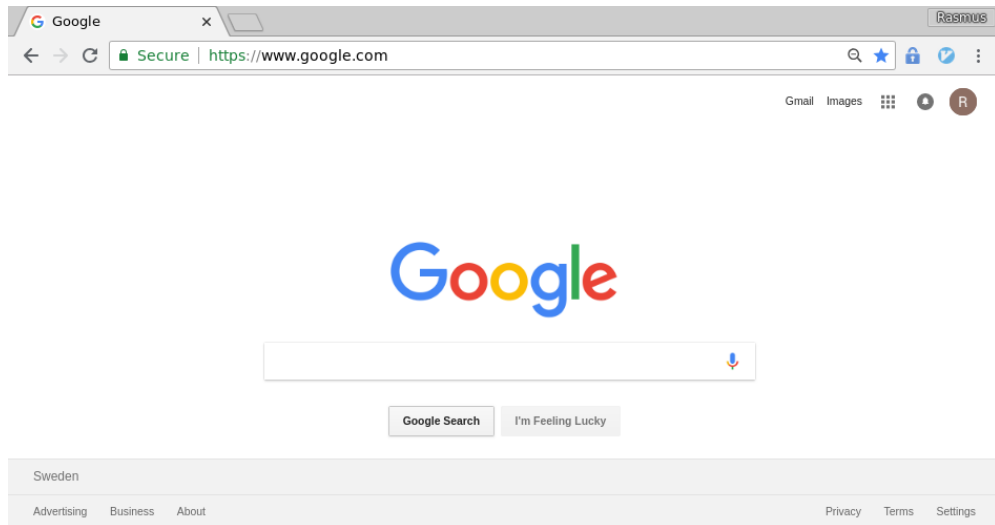 Google
Rasmus
Secure | https://www.google.com
Gmail Images
R
Google
Google Search I'm Feeling Lucky
Sweden
Advertising Business About Privacy Terms Settings